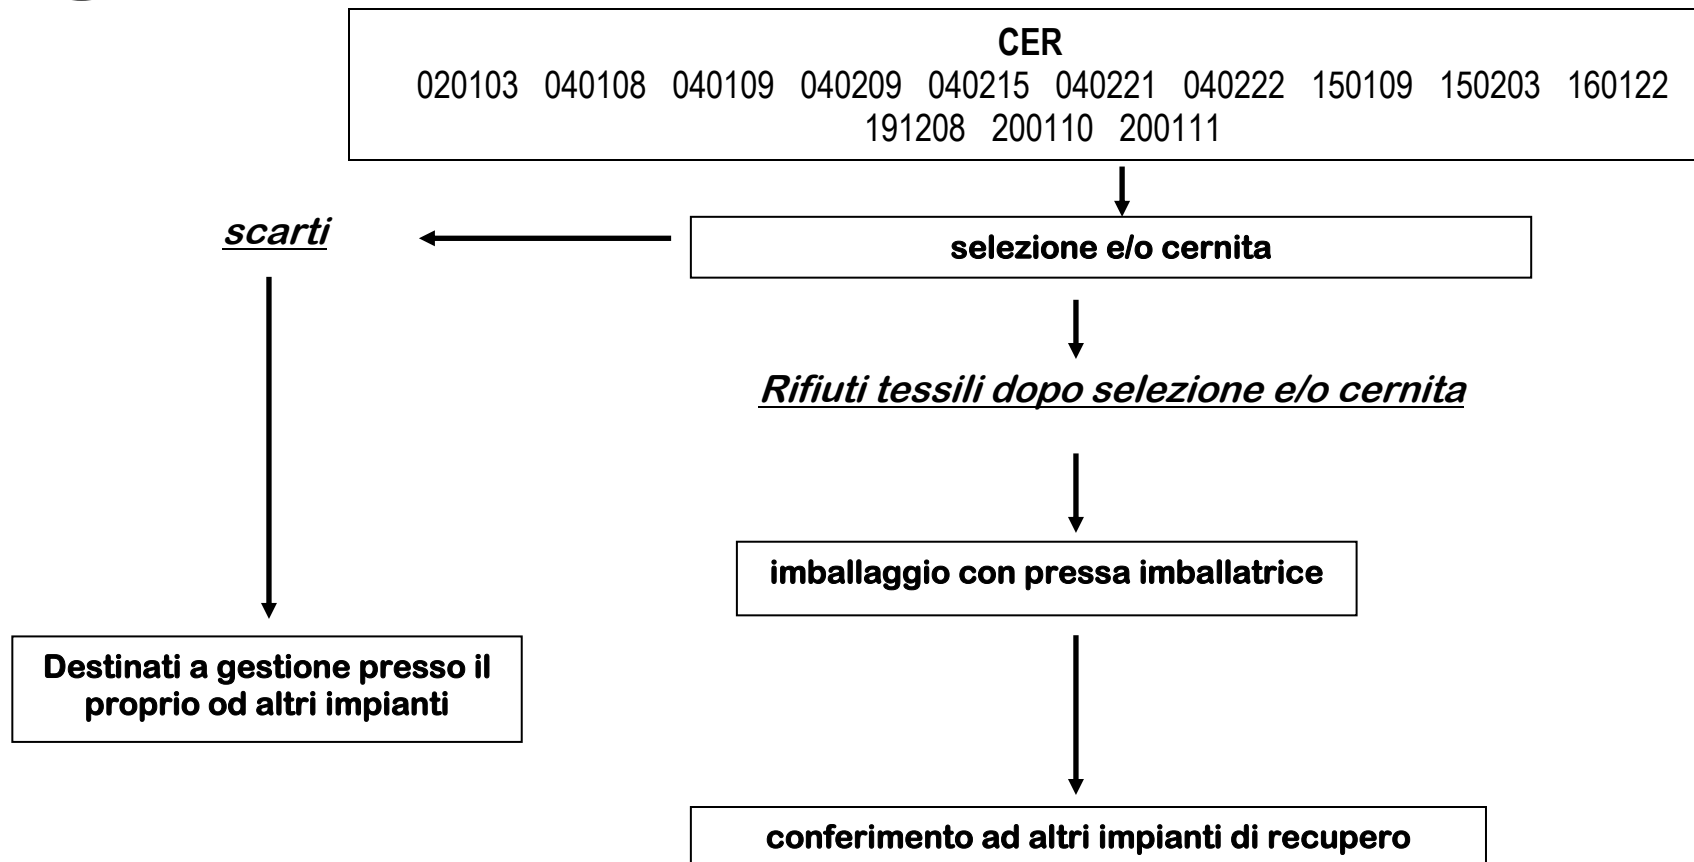 CER
020103 040108 040109 040209 040215 040221 040222 150109 150203 160122
191208 200110 200111
scarti
selezione e/o cernita
Rifiuti tessili dopo selezione e/o cernita
imballaggio con pressa imballatrice
Destinati a gestione presso il
proprio od altri impianti
conferimento ad altri impianti di recupero